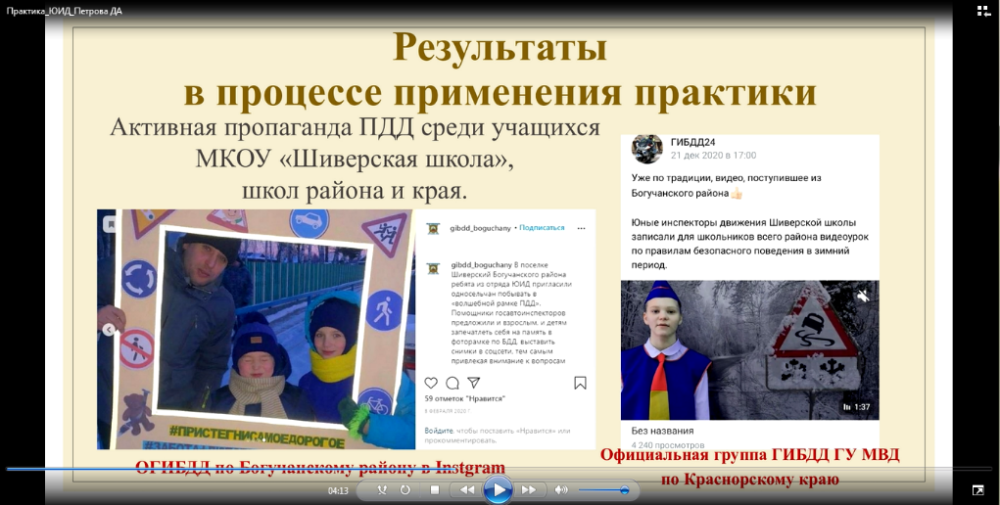 Практика_ЮИД_Петрова ДА
Результаты
в процессе применения практики
Активная пропаганда ПДД среди учащихся
МКОУ «Шиверская школа»,
школ района и края.
gibdd_boguchany • Подписаться
gibdd_boguchany В поселке
Шиверский Богучанского района
ребята из отряда ЮИД пригласили
односельчан побывать в
«волшебной рамке ПДД».
Помощники госавтоинспекторов
предложили и взрослым, и детям
запечатлеть себя на память в
фоторамке по БДД, выставить
снимки в соцсети, тем самым
привлекая внимание к вопросам
59 отметок "Нравится"
8 ФЕВРАЛЯ 2020 Г.
Войдите, чтобы поставить «Нравится» или
прокомментировать.
#ПРИСТЕГНИСАМОЕДОРОГОЕ
ОГИБДД по Богучанскому району в Instgram
ГИБДД24
21 дек 2020 в 17:00
Уже по традиции, видео, поступившее из
Богучанского района
Юные инспекторы движения Шиверской школы
записали для школьников всего района видеоурок
по правилам безопасного поведения в зимний
период.
1:37
Без названия
4 240 просмотров
Официальная группа ГИБДД ГУ МВД
по Краснорскому краю
04:13